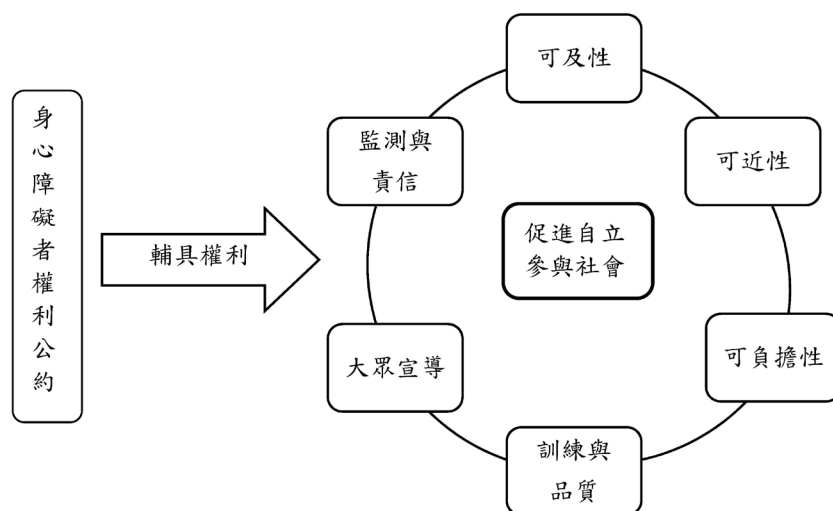 身心障礙者權利公約
輔具權利
可及性
可近性
可負擔性
訓練與
品質
大眾宣導
監測與
責信
促進自立
參與社會